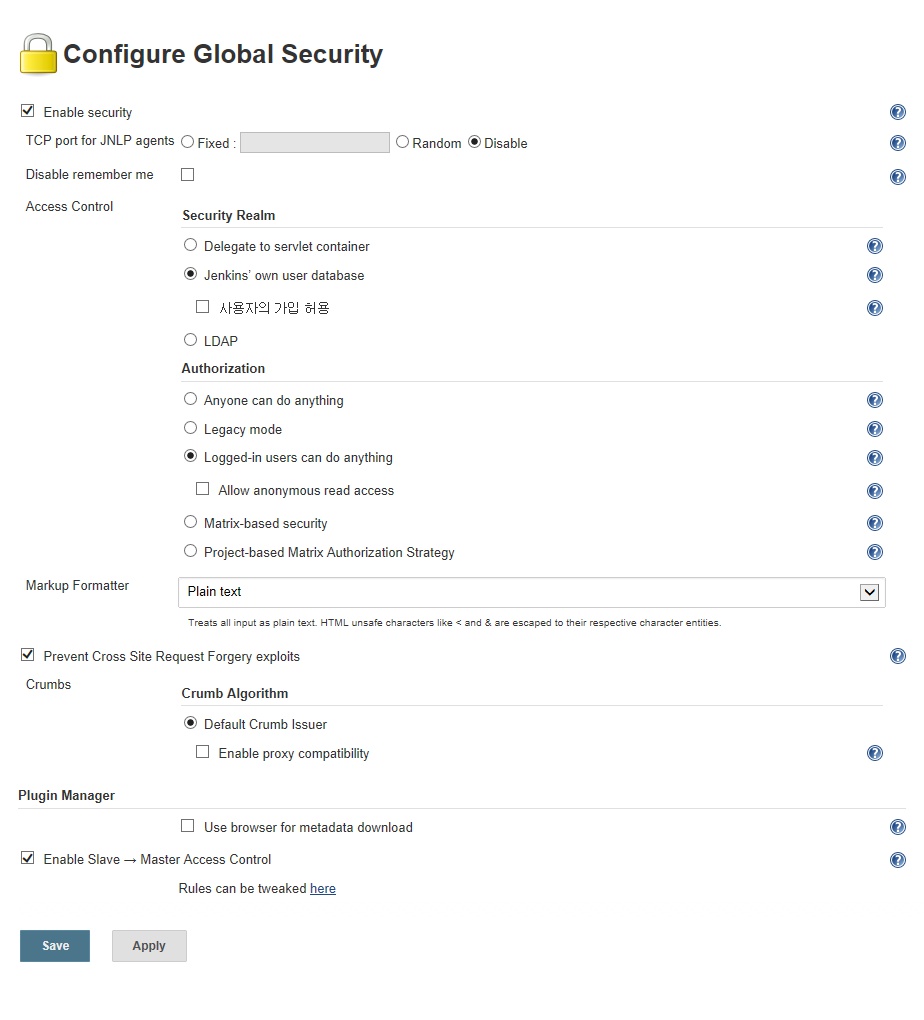 Configure Global Security
Enable security
TCP port for JNLP agents Fixed : Random Disable
Disable remember me
Access Control
Security Realm
Delegate to servlet container
Jenkins’ own user database
사용자의 가입 허용
LDAP
Authorization
Anyone can do anything
Legacy mode
Logged-in users can do anything
Allow anonymous read access
Matrix-based security
Project-based Matrix Authorization Strategy
Markup Formatter Plain text
Treats all input as plain text. HTML unsafe characters like < and & are escaped to their respective character entities.
Prevent Cross Site Request Forgery exploits
Crumbs
Crumb Algorithm
Default Crumb Issuer
Enable proxy compatibility
Plugin Manager
Use browser for metadata download
Enable Slave → Master Access Control
Rules can be tweaked here
Save Apply